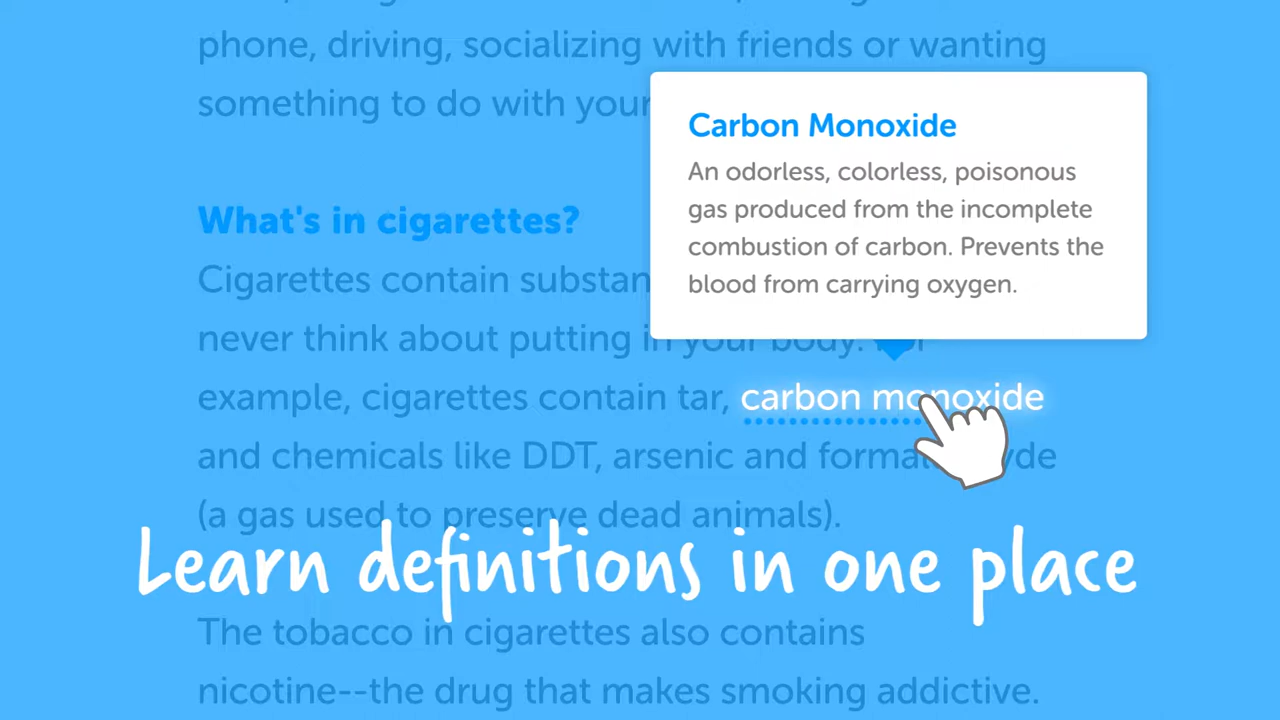 phone, driving, socializing with friends or wanting
something to do with your
Carbon Monoxide
An odorless, colorless, poisonous
gas produced from the incomplete
combustion of carbon. Prevents the
blood from carrying oxygen.
What's in cigarettes?
Cigarettes contain
never think about putting in your body. For
example, cigarettes contain tar, carbon monoxide
and chemicals like DDT, arsenic and formaldehyde
(a gas used to preserve dead animals).
Learn definitions in one place
The tobacco in cigarettes also contains
nicotine--the drug that makes smoking addictive.